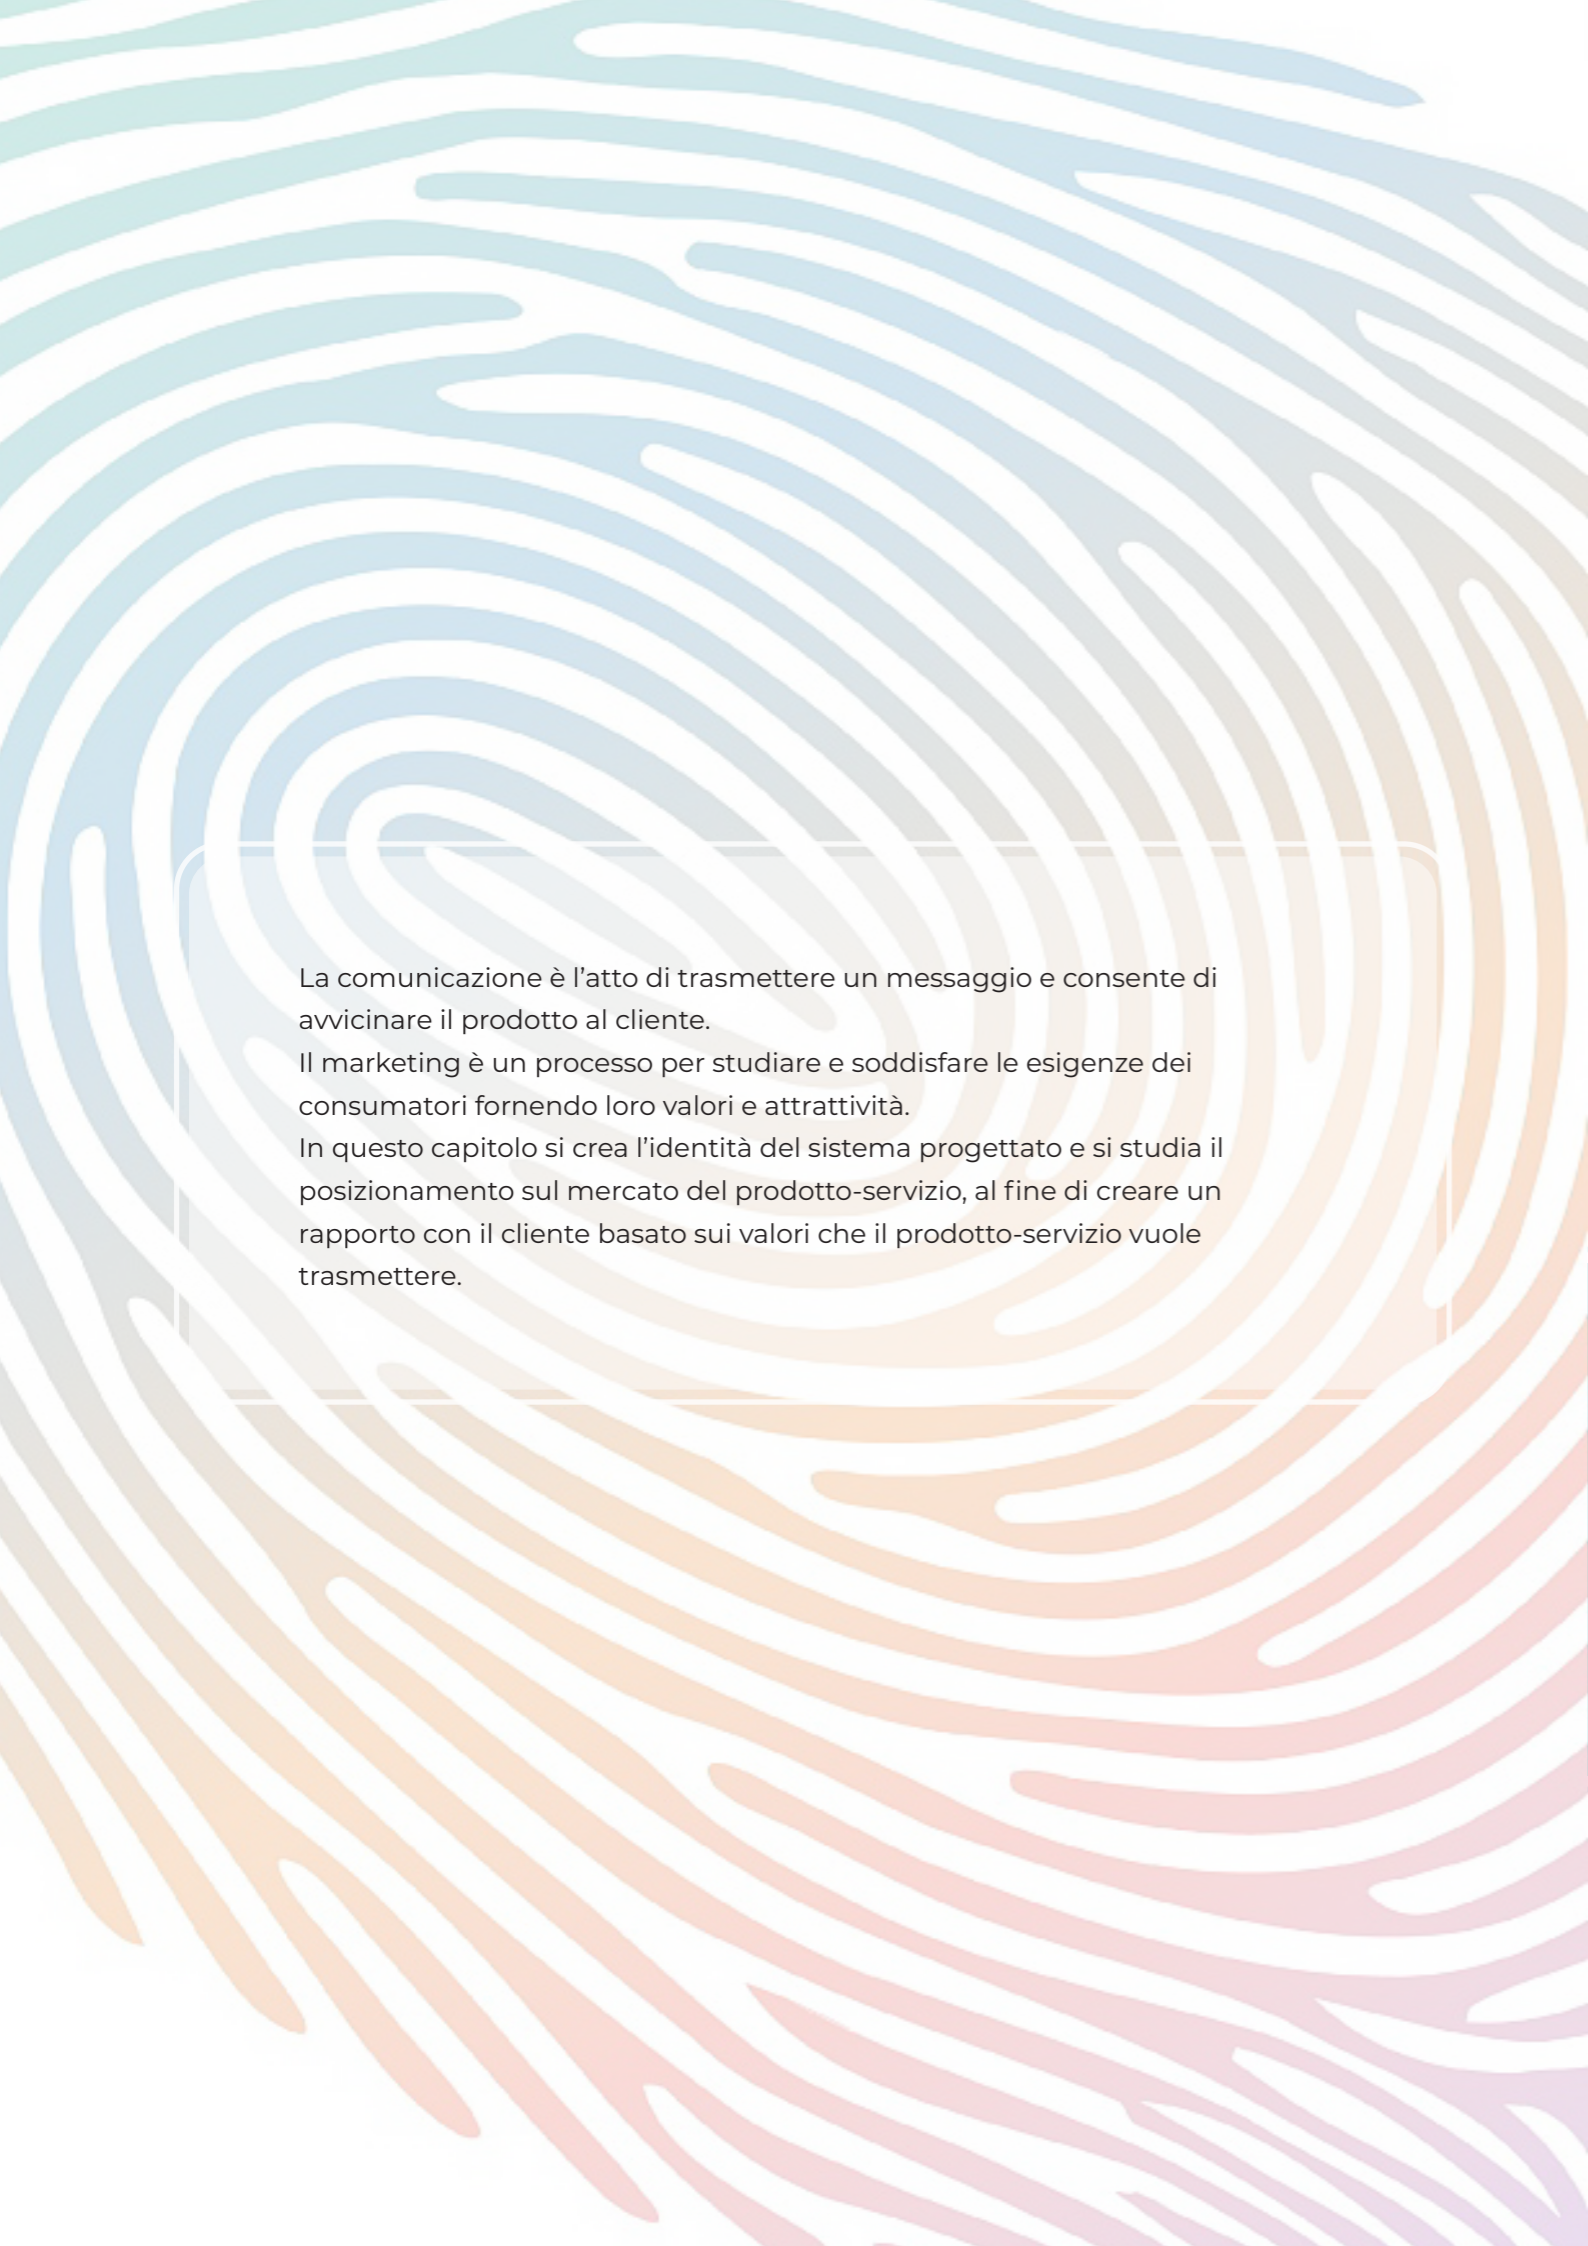 La comunicazione è l’atto di trasmettere un messaggio e consente di
avvicinare il prodotto al cliente.
Il marketing è un processo per studiare e soddisfare le esigenze dei
consumatori fornendo loro valori e attrattività.
In questo capitolo si crea l’identità del sistema progettato e si studia il
posizionamento sul mercato del prodotto-servizio, al fine di creare un
rapporto con il cliente basato sui valori che il prodotto-servizio vuole
trasmettere.